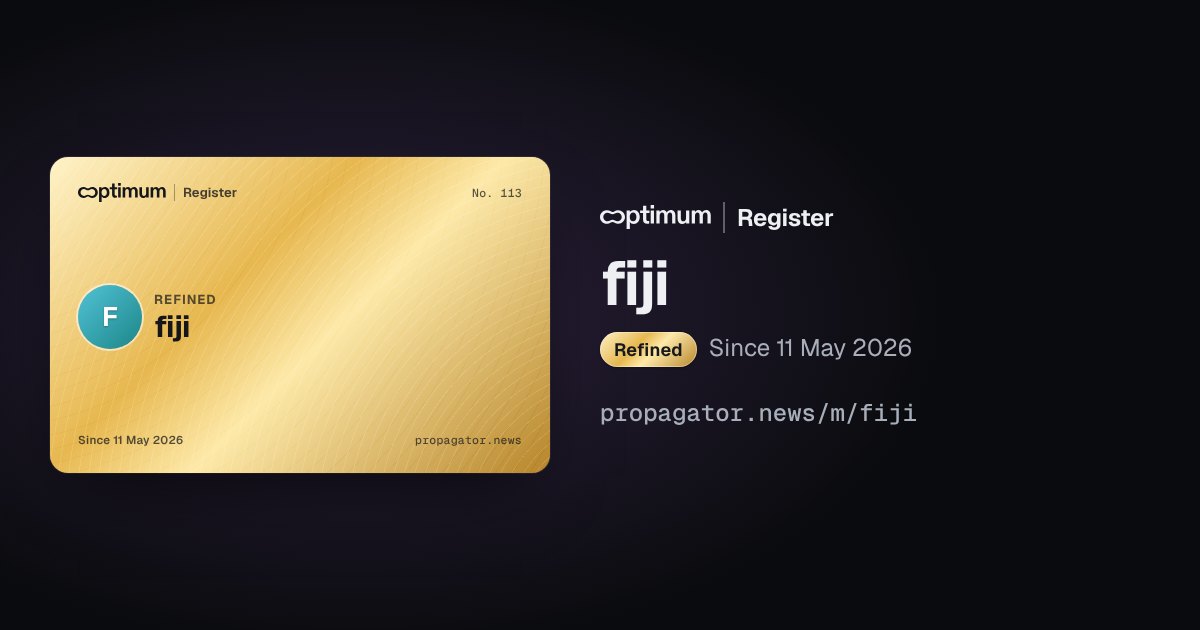 optimum | Register
No. 113
F
REFINED
fiji
Since 11 May 2026
propagator.news
optimum | Register
fiji
Refined
Since 11 May 2026
propagator.news/m/fiji